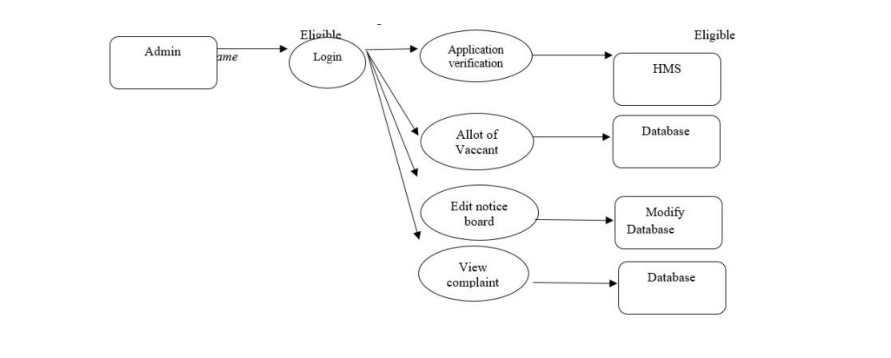 Eligible
Eligible
Admin
ame
Login
Application
verification
HMS
Allot of
Vaccant
Database
Edit notice
board
Modify
Database
View
complaint
Database